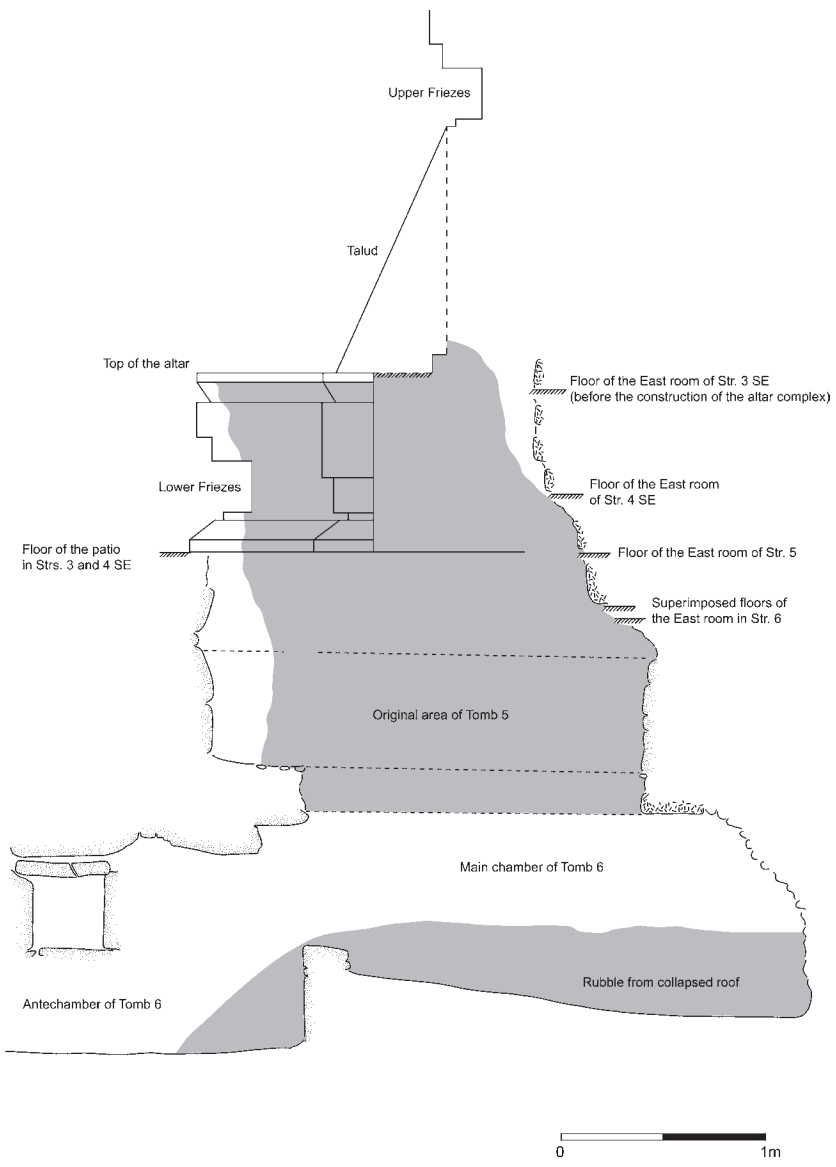 Upper Friezes
Talud
Top of the altar
Floor of the East room of Str. 3 SE
(before the construction of the altar complex)
Lower Friezes
Floor of the East room
of Str. 4 SE
Floor of the patio
in Strs. 3 and 4 SE
Floor of the East room of Str. 5
Superimposed floors of
the East room in Str. 6
Original area of Tomb 5
Main chamber of Tomb 6
Rubble from collapsed roof
Antechamber of Tomb 6
0
1m